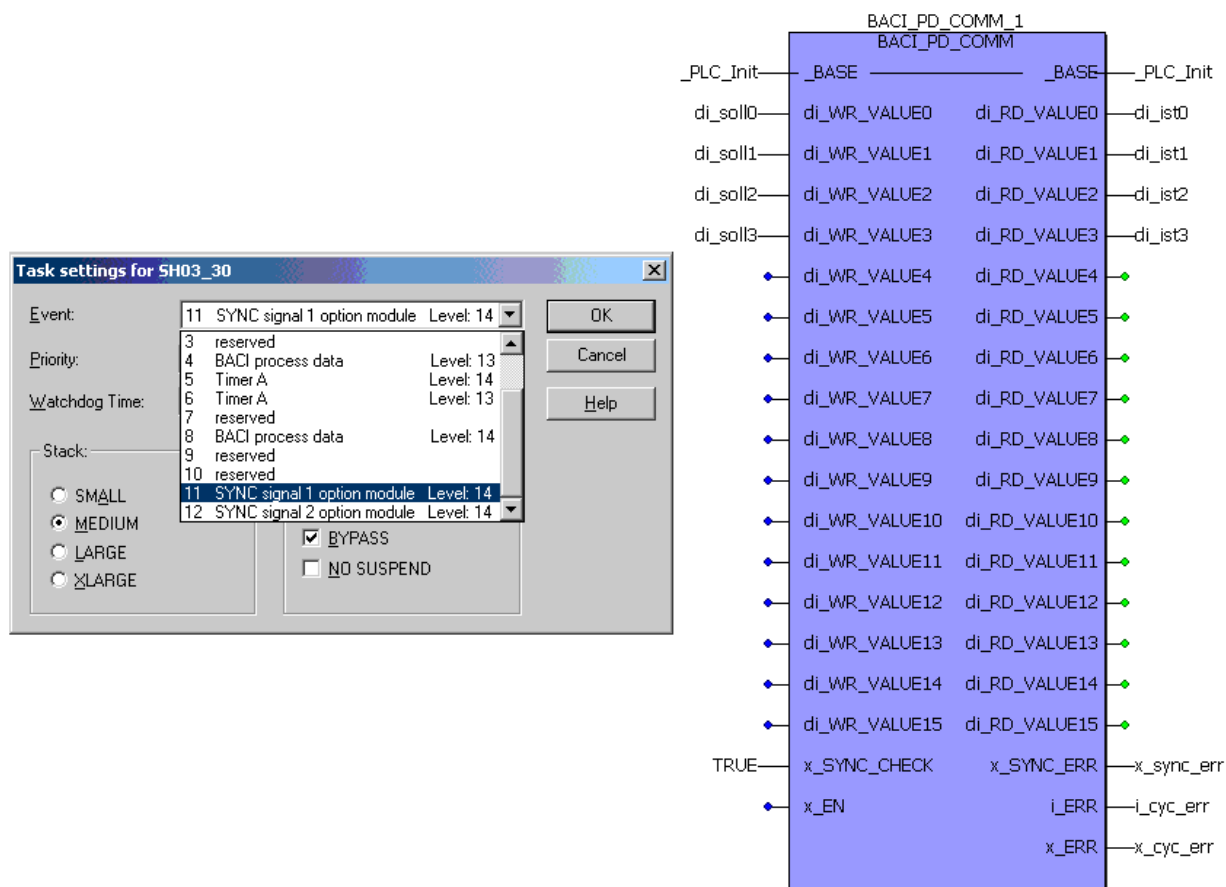 BACI_PD_COMM_1
BACI_PD_COMM
_PLC_Init _BASE _BASE _PLC_Init
di_soll0 di_WR_VALUE0 di_RD_VALUE0 di_ist0
di_soll1 di_WR_VALUE1 di_RD_VALUE1 di_ist1
di_soll2 di_WR_VALUE2 di_RD_VALUE2 di_ist2
di_soll3 di_WR_VALUE3 di_RD_VALUE3 di_ist3
di_WR_VALUE4 di_RD_VALUE4
di_WR_VALUE5 di_RD_VALUE5
di_WR_VALUE6 di_RD_VALUE6
di_WR_VALUE7 di_RD_VALUE7
di_WR_VALUE8 di_RD_VALUE8
di_WR_VALUE9 di_RD_VALUE9
di_WR_VALUE10 di_RD_VALUE10
di_WR_VALUE11 di_RD_VALUE11
di_WR_VALUE12 di_RD_VALUE12
di_WR_VALUE13 di_RD_VALUE13
di_WR_VALUE14 di_RD_VALUE14
di_WR_VALUE15 di_RD_VALUE15
TRUE x_SYNC_CHECK x_SYNC_ERR x_sync_err
x_EN i_ERR i_cyc_err
x_ERR x_cyc_err
Task settings for SH03_30
Event: 11 SYNC signal 1 option module Level: 14 OK
Priority: Cancel
Watchdog Time: Help
3 reserved
4 BACI process data Level: 13
5 Timer A Level: 14
6 Timer A Level: 13
7 reserved
8 BACI process data Level: 14
9 reserved
10 reserved
11 SYNC signal 1 option module Level: 14
12 SYNC signal 2 option module Level: 14
Stack:
SMALL
MEDIUM
LARGE
XLARGE
BYPASS
NO SUSPEND